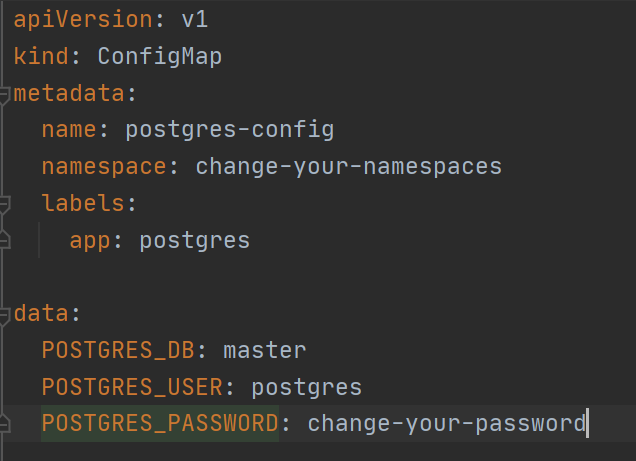 apiVersion: v1
kind: ConfigMap
metadata:
  name: postgres-config
  namespace: change-your-namespaces
  labels:
    app: postgres

data:
  POSTGRES_DB: master
  POSTGRES_USER: postgres
  POSTGRES_PASSWORD: change-your-password